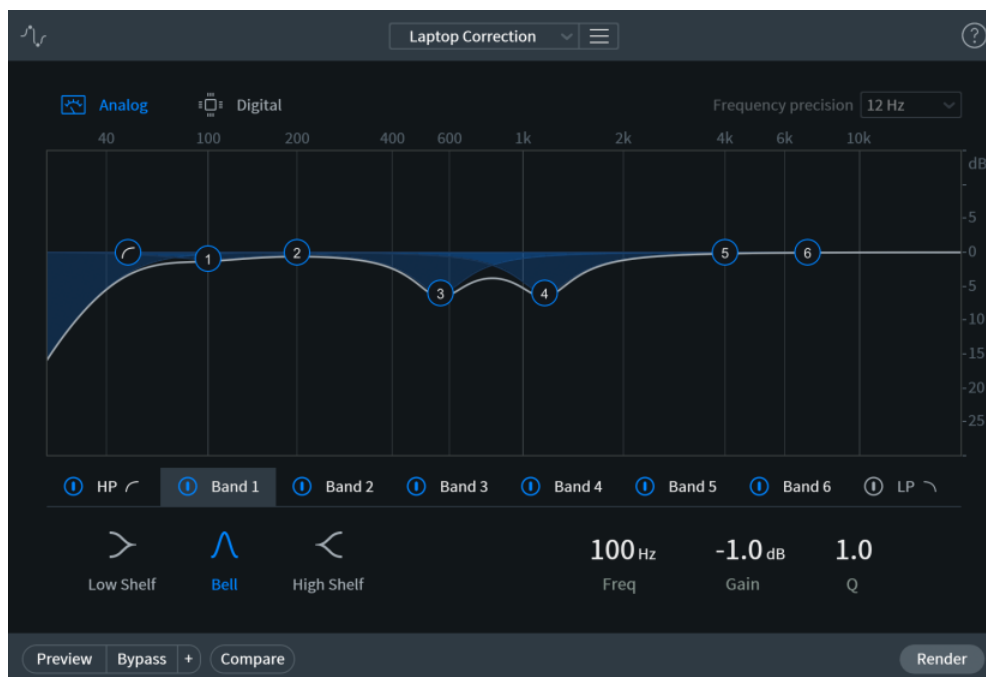 Laptop Correction
?
Analog Digital Frequency precision 12 Hz
40 100 200 400 600 1k 2k 4k 6k 10k
dB
-
-5
-0
-5
-10
-15
-20
-25
1 2 3 4 5 6
HP Band 1 Band 2 Band 3 Band 4 Band 5 Band 6 LP
100 Hz -1.0 dB 1.0
Low Shelf Bell High Shelf Freq Gain Q
Preview Bypass + Compare Render